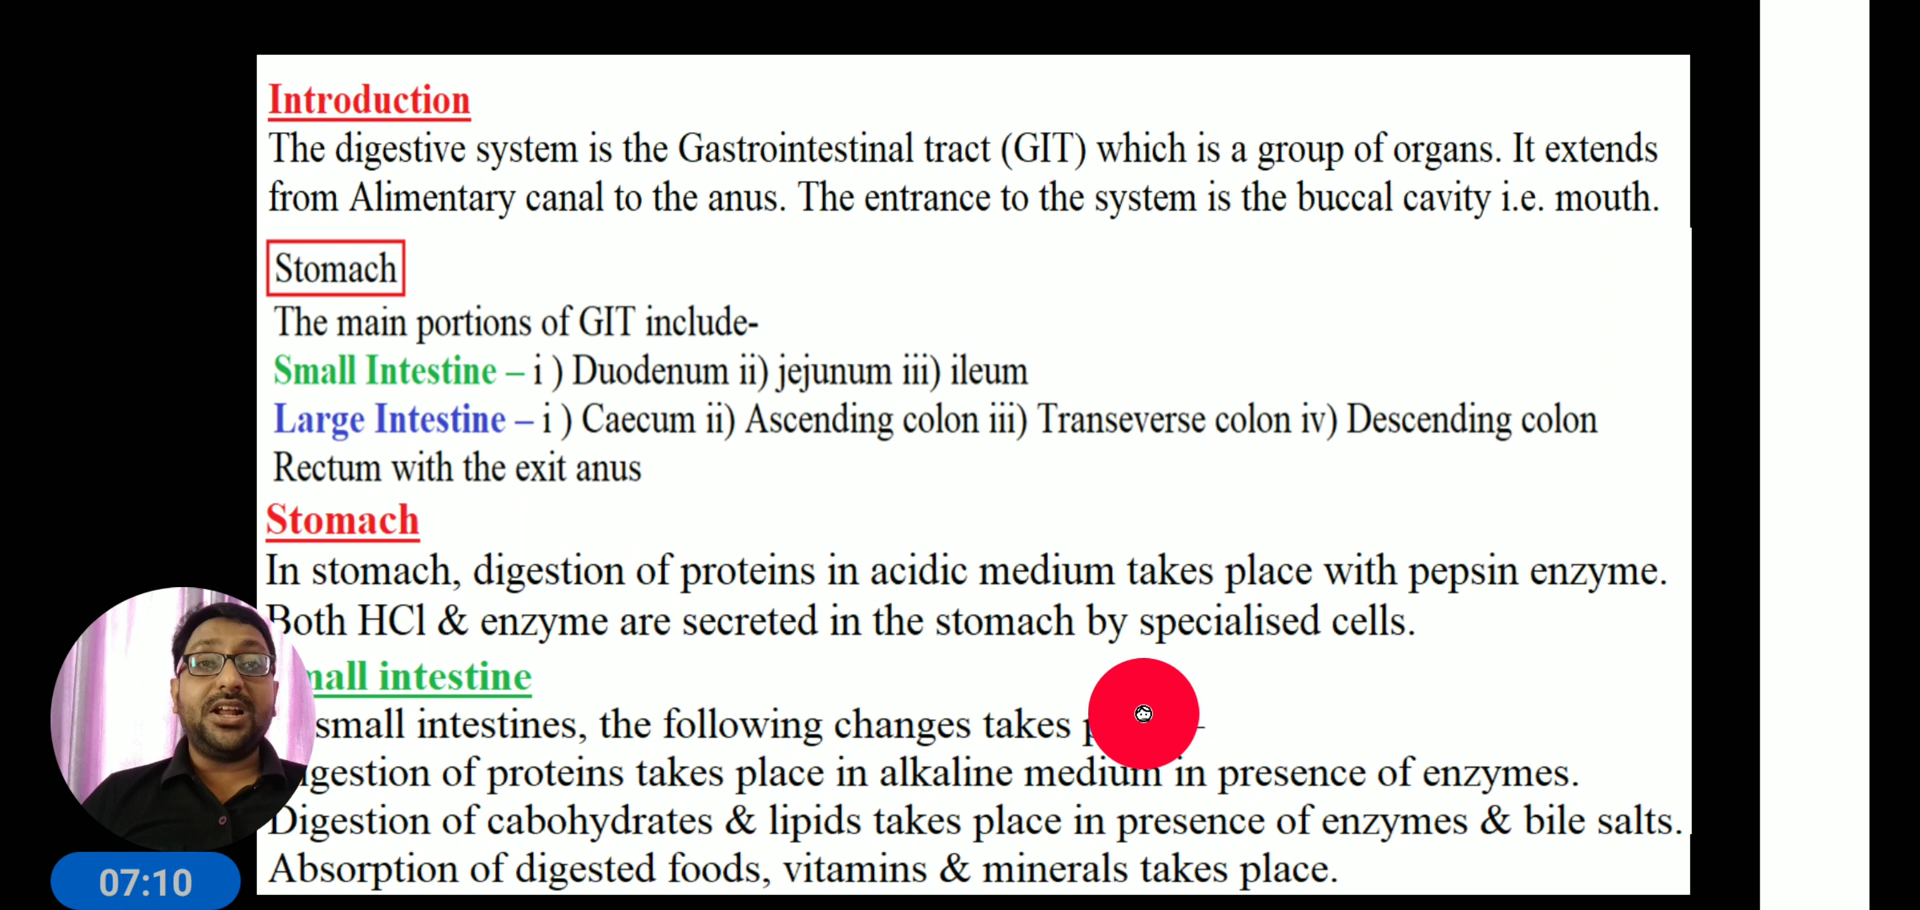 Introduction
The digestive system is the Gastrointestinal tract (GIT) which is a group of organs. It extends
from Alimentary canal to the anus. The entrance to the system is the buccal cavity i.e. mouth.
Stomach
The main portions of GIT include-
Small Intestine – i ) Duodenum ii) jejunum iii) ileum
Large Intestine – i ) Caecum ii) Ascending colon iii) Transeverse colon iv) Descending colon
Rectum with the exit anus
Stomach
In stomach, digestion of proteins in acidic medium takes place with pepsin enzyme.
Both HCl & enzyme are secreted in the stomach by specialised cells.
intestine
small intestines, the following changes takes
of proteins takes place in alkaline medium in presence of enzymes.
Digestion of cabohydrates & lipids takes place in presence of enzymes & bile salts.
Absorption of digested foods, vitamins & minerals takes place.
07:10